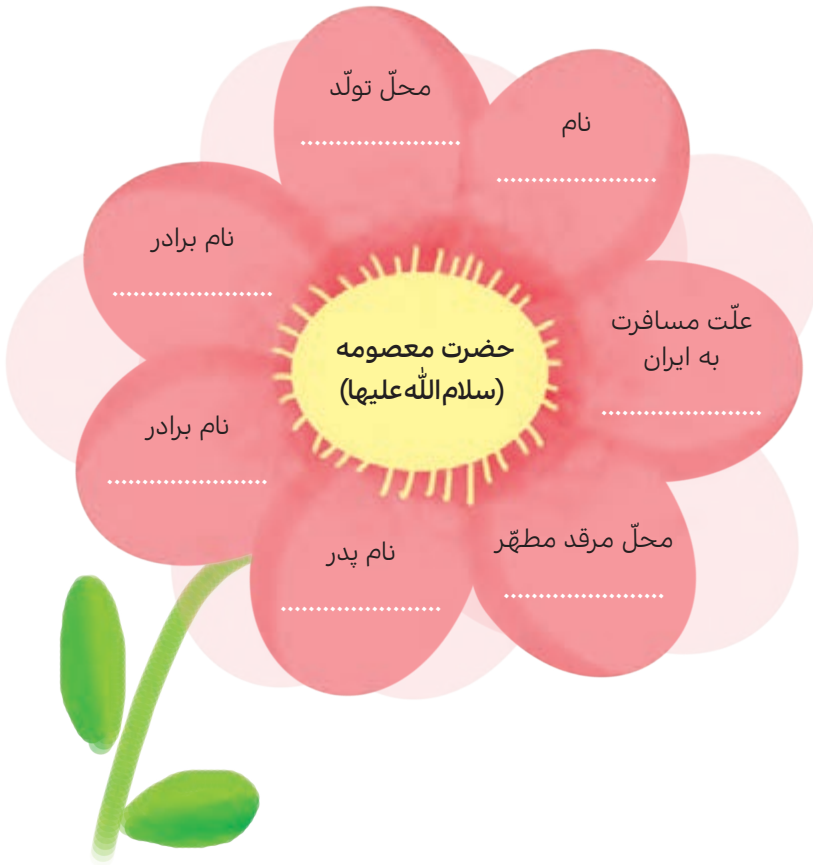 محلّ تولّد
......................
نام
......................
نام برادر
......................
علّت مسافرت
به ایران
......................
حضرت معصومه
(سلام‌اللّه‌علیها)
نام برادر
......................
محلّ مرقد مطهّر
......................
نام پدر
......................